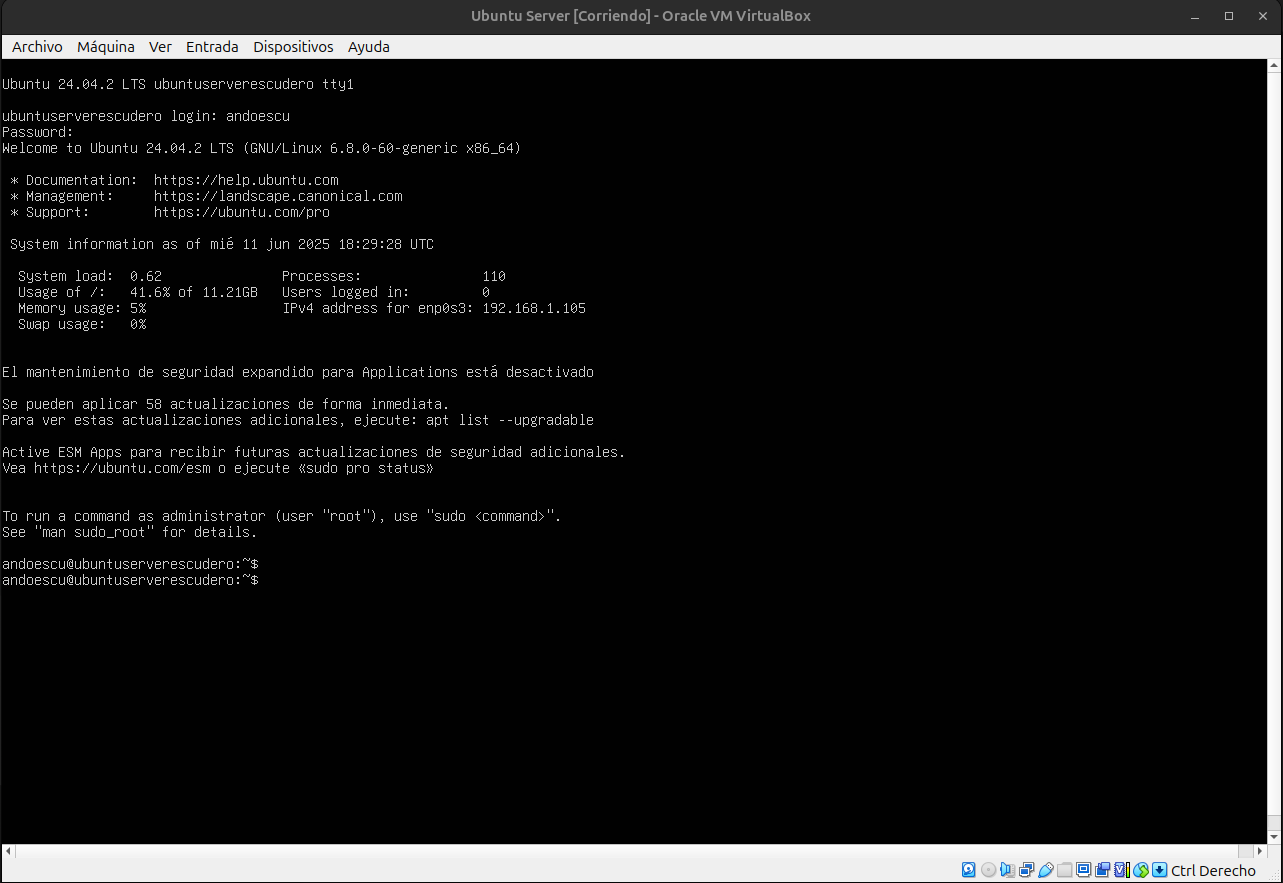 Ubuntu Server [Corriendo] - Oracle VM VirtualBox
Archivo Máquina Ver Entrada Dispositivos Ayuda
Ubuntu 24.04.2 LTS ubuntuserverescudero tty1
ubuntuserverescudero login: andoescu
Password:
Welcome to Ubuntu 24.04.2 LTS (GNU/Linux 6.8.0-60-generic x86_64)
* Documentation: https://help.ubuntu.com
* Management: https://landscape.canonical.com
* Support: https://ubuntu.com/pro
System information as of mié 11 jun 2025 18:29:28 UTC
System load: 0.62 Processes: 110
Usage of /: 41.6% of 11.21GB Users logged in: 0
Memory usage: 5% IPv4 address for enp0s3: 192.168.1.105
Swap usage: 0%
El mantenimiento de seguridad expandido para Applications está desactivado
Se pueden aplicar 58 actualizaciones de forma inmediata.
Para ver estas actualizaciones adicionales, ejecute: apt list --upgradable
Active ESM Apps para recibir futuras actualizaciones de seguridad adicionales.
Vea https://ubuntu.com/esm o ejecute «sudo pro status»
To run a command as administrator (user "root"), use "sudo <command>".
See "man sudo_root" for details.
andoescu@ubuntuserverescudero:~$
andoescu@ubuntuserverescudero:~$
Ctrl Derecho